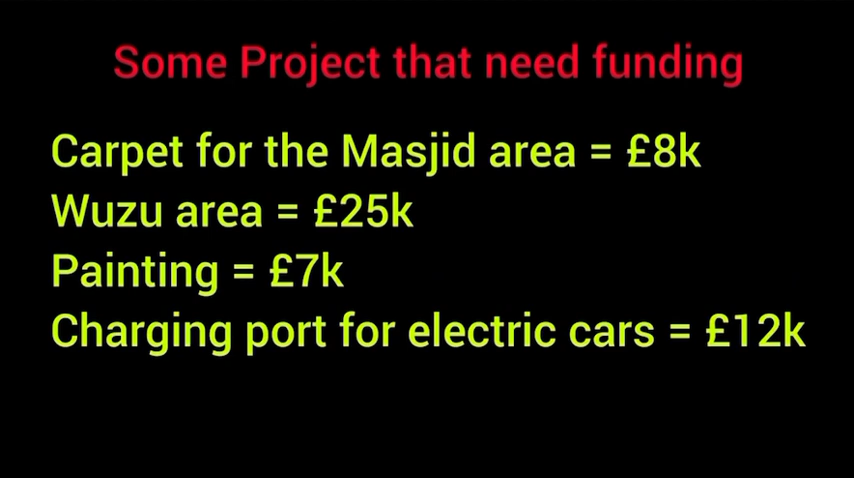 Some Project that need funding
Carpet for the Masjid area = £8k
Wuzu area = £25k
Painting = £7k
Charging port for electric cars = £12k